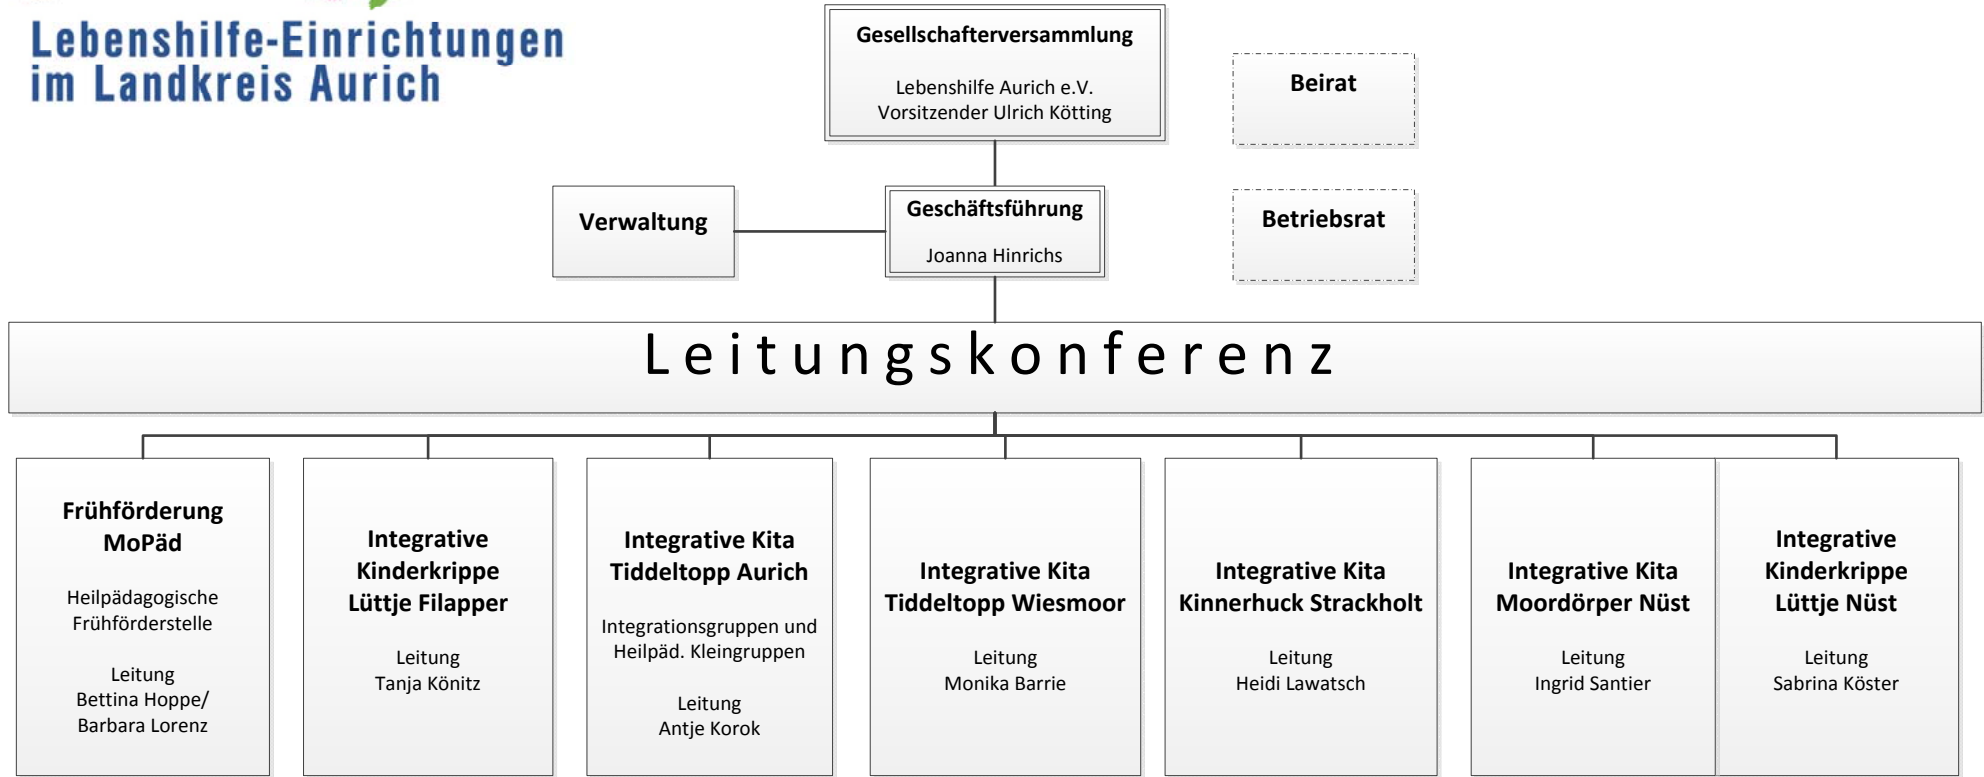 Lebenshilfe-Einrichtungen
im Landkreis Aurich
Gesellschafterversammlung
Lebenshilfe Aurich e.V.
Vorsitzender Ulrich Kötting
Beirat
Verwaltung
Geschäftsführung
Joanna Hinrichs
Betriebsrat
Leitungskonferenz
Frühförderung
MoPäd
Heilpädagogische
Frühförderstelle
Leitung
Bettina Hoppe/
Barbara Lorenz
Integrative
Kinderkrippe
Lüttje Filapper
Leitung
Tanja Könitz
Integrative Kita
Tiddeltopp Aurich
Integrationsgruppen und
Heilpäd. Kleingruppen
Leitung
Antje Korok
Integrative Kita
Tiddeltopp Wiesmoor
Leitung
Monika Barrie
Integrative Kita
Kinnerhuck Strackholt
Leitung
Heidi Lawatsch
Integrative Kita
Moordörper Nüst
Leitung
Ingrid Santier
Integrative
Kinderkrippe
Lüttje Nüst
Leitung
Sabrina Köster